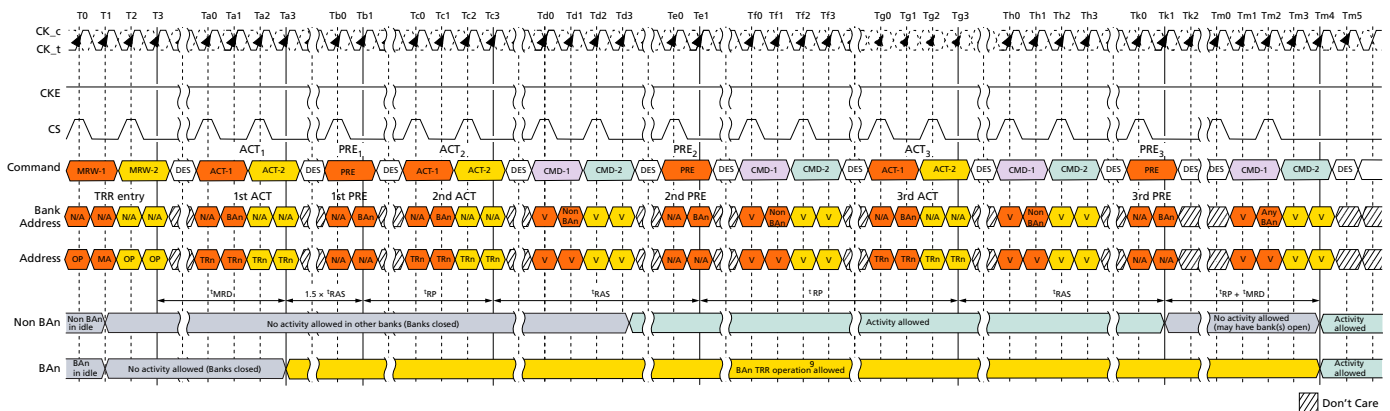 T0 T1 T2 T3 Ta0 Ta1 Ta2 Ta3 Tb0 Tb1 Tc0 Tc1 Tc2 Tc3 Td0 Td1 Td2 Td3 Te0 Te1 Tf0 Tf1 Tf2 Tf3 Tg0 Tg1 Tg2 Tg3 Th0 Th1 Th2 Th3 Tk0 Tk1 Tk2 Tm0 Tm1 Tm2 Tm3 Tm4 Tm5
CK_c
CK_t
CKE
CS
ACT1 PRE1 ACT2. PRE2 ACT3. PRE3
Command MRW-1 MRW-2 DES ACT-1 ACT-2 DES PRE DES ACT-1 ACT-2 DES CMD-1 CMD-2 DES PRE DES CMD-1 CMD-2 DES ACT-1 ACT-2 DES CMD-1 CMD-2 DES PRE DES DES CMD-1 CMD-2 DES
TRR entry 1st ACT 1st PRE 2nd ACT 2nd PRE 3rd ACT 3rd PRE
Bank Address N/A N/A N/A N/A N/A BAn N/A N/A N/A BAn N/A BAn N/A N/A V Non BAn V V N/A BAn V Non BAn V V N/A BAn N/A N/A V Non BAn V V N/A BAn V Any BAn V V
Address OP MA OP OP TRn TRn TRn TRn N/A N/A TRn TRn TRn TRn V V V V N/A N/A V V V V TRn TRn TRn TRn V V V V N/A N/A V V V V
tMRD 1.5 × tRAS tRP tRAS tRP tRAS tRP + tMRD
Non BAn
Non BAn in idle
No activity allowed in other banks (Banks closed)
Activity allowed
No activity allowed (may have bank(s) open)
Activity allowed
BAn
BAn in idle
No activity allowed (Banks closed)
BAn TRR operation allowed 9
Activity allowed
Don't Care